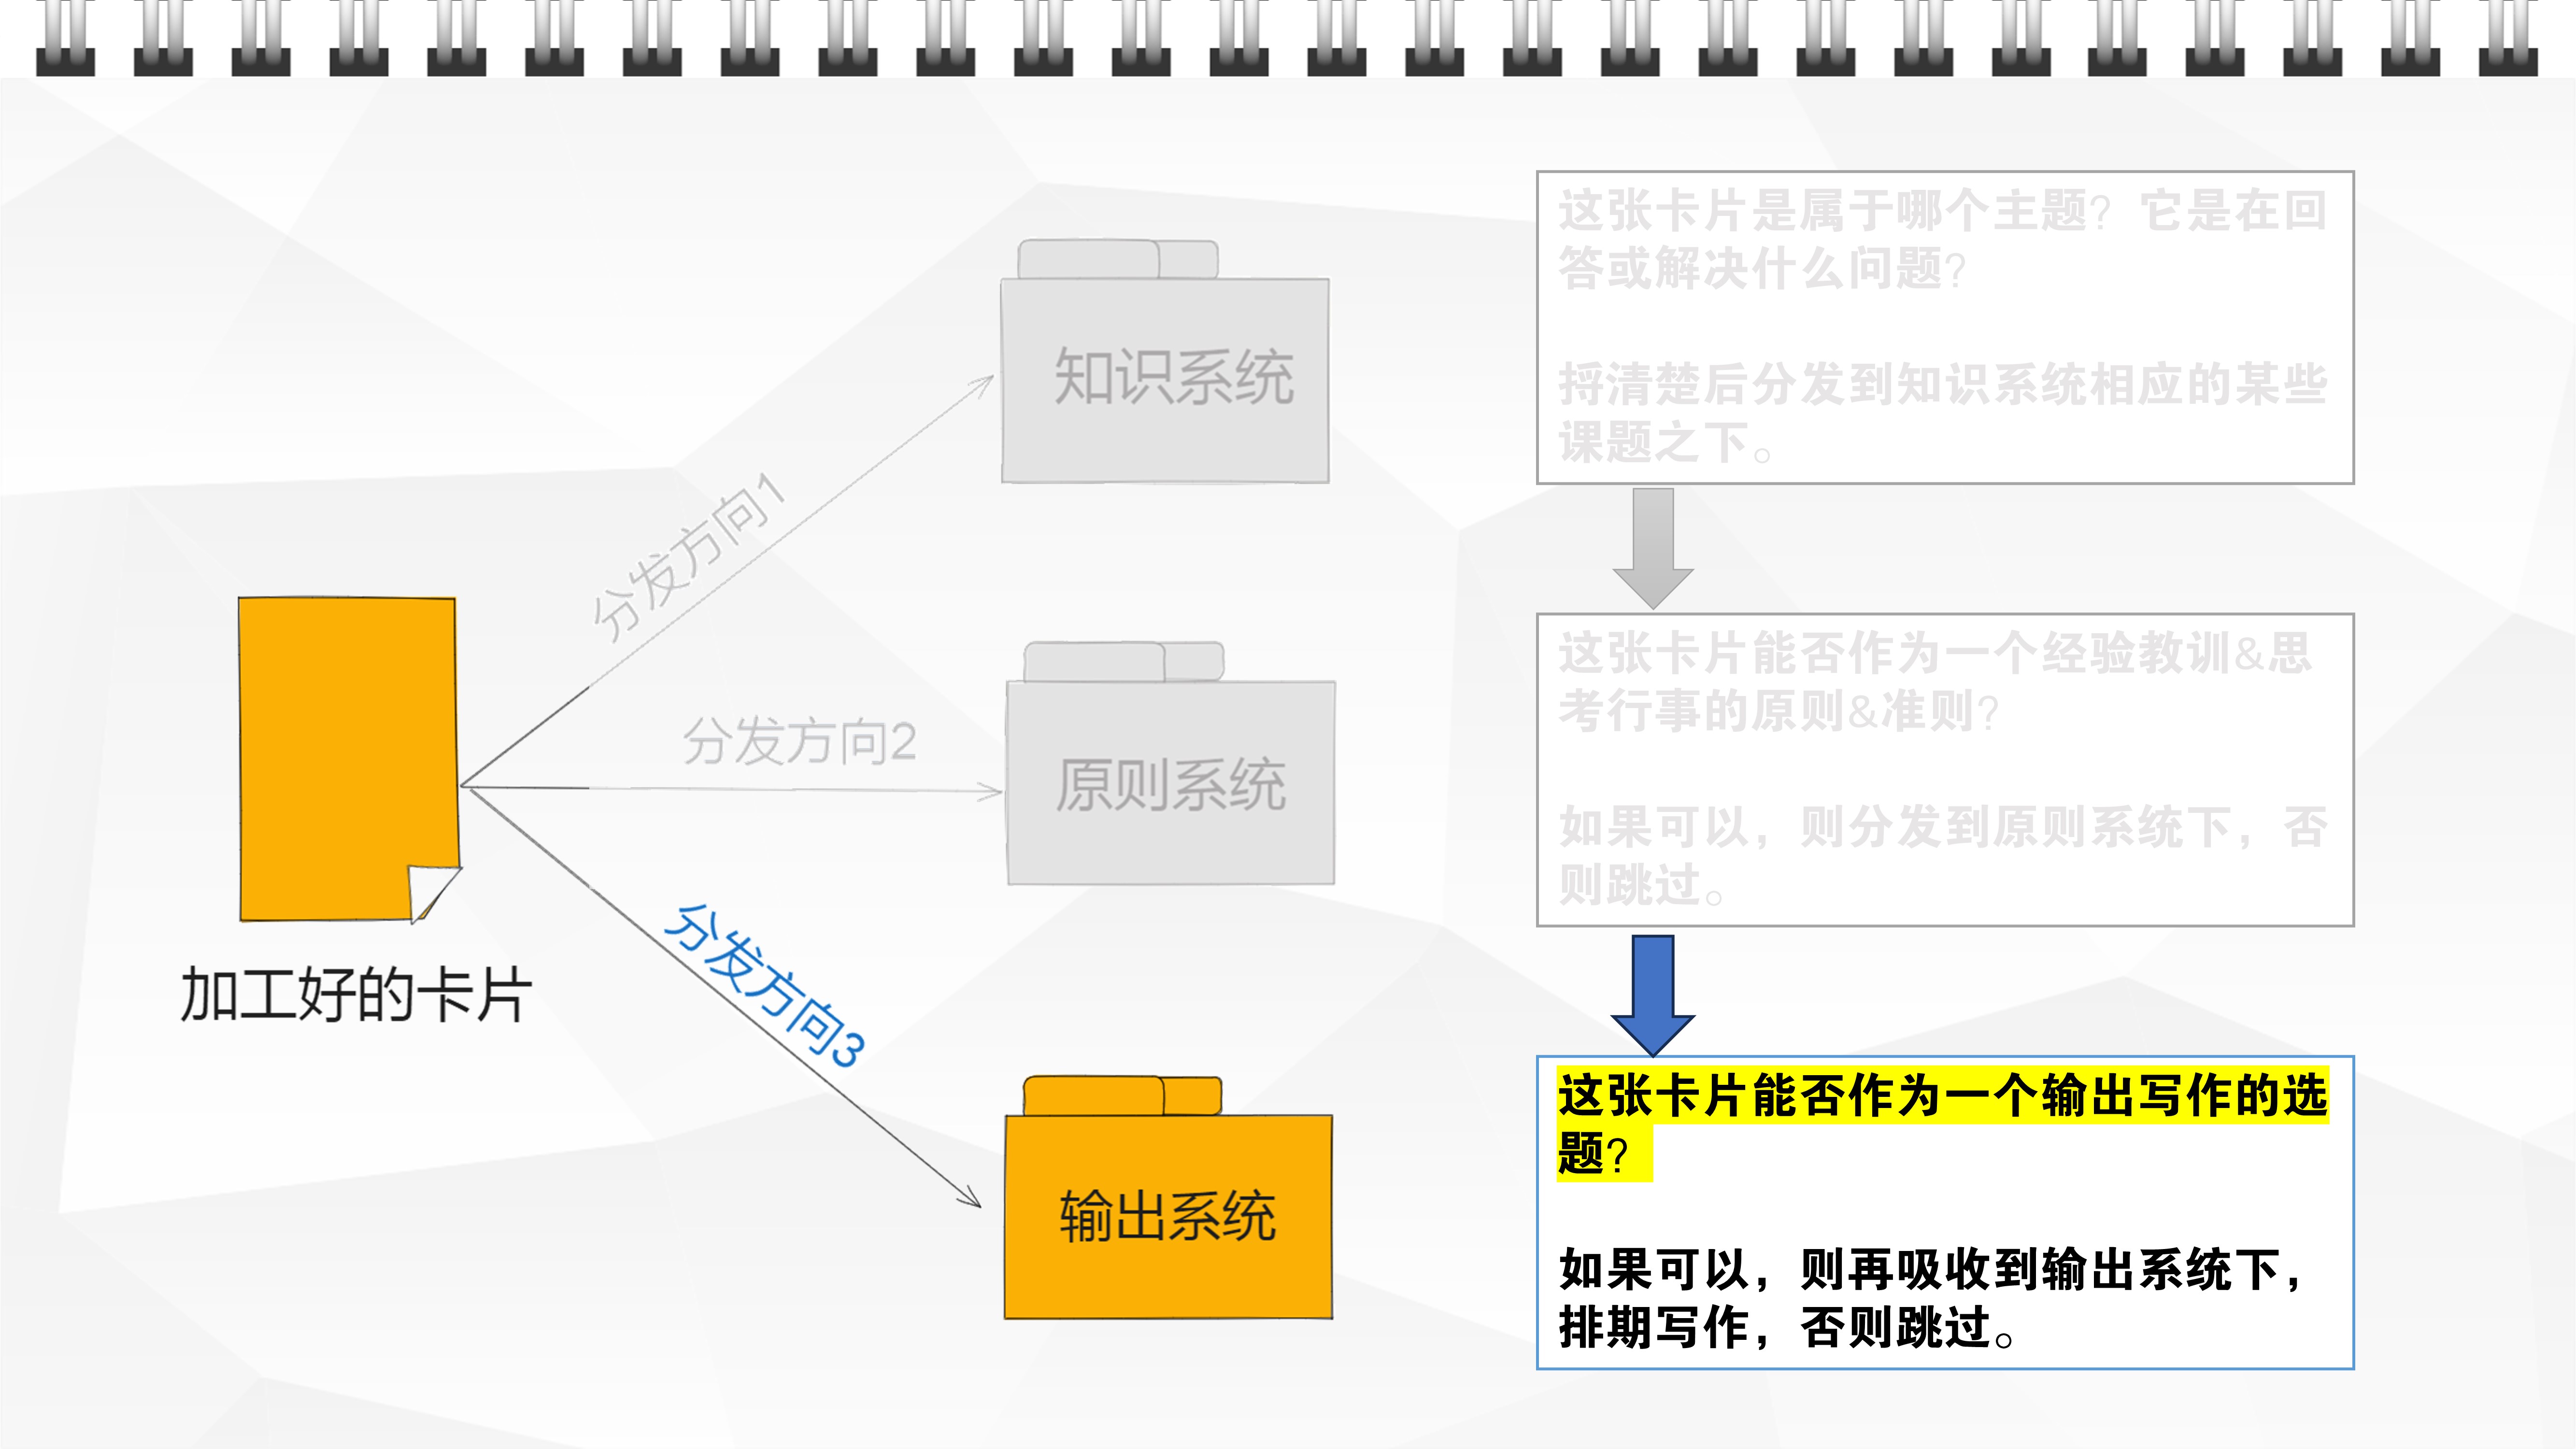 加工好的卡片
分发方向1
分发方向2
分发方向3
知识系统
原则系统
输出系统
这张卡片是属于哪个主题？它是在回
答或解决什么问题？
捋清楚后分发到知识系统相应的某些
课题之下。
这张卡片能否作为一个经验教训&思
考行事的原则&准则？
如果可以，则分发到原则系统下，否
则跳过。
这张卡片能否作为一个输出写作的选
题？
如果可以，则再吸收到输出系统下，
排期写作，否则跳过。